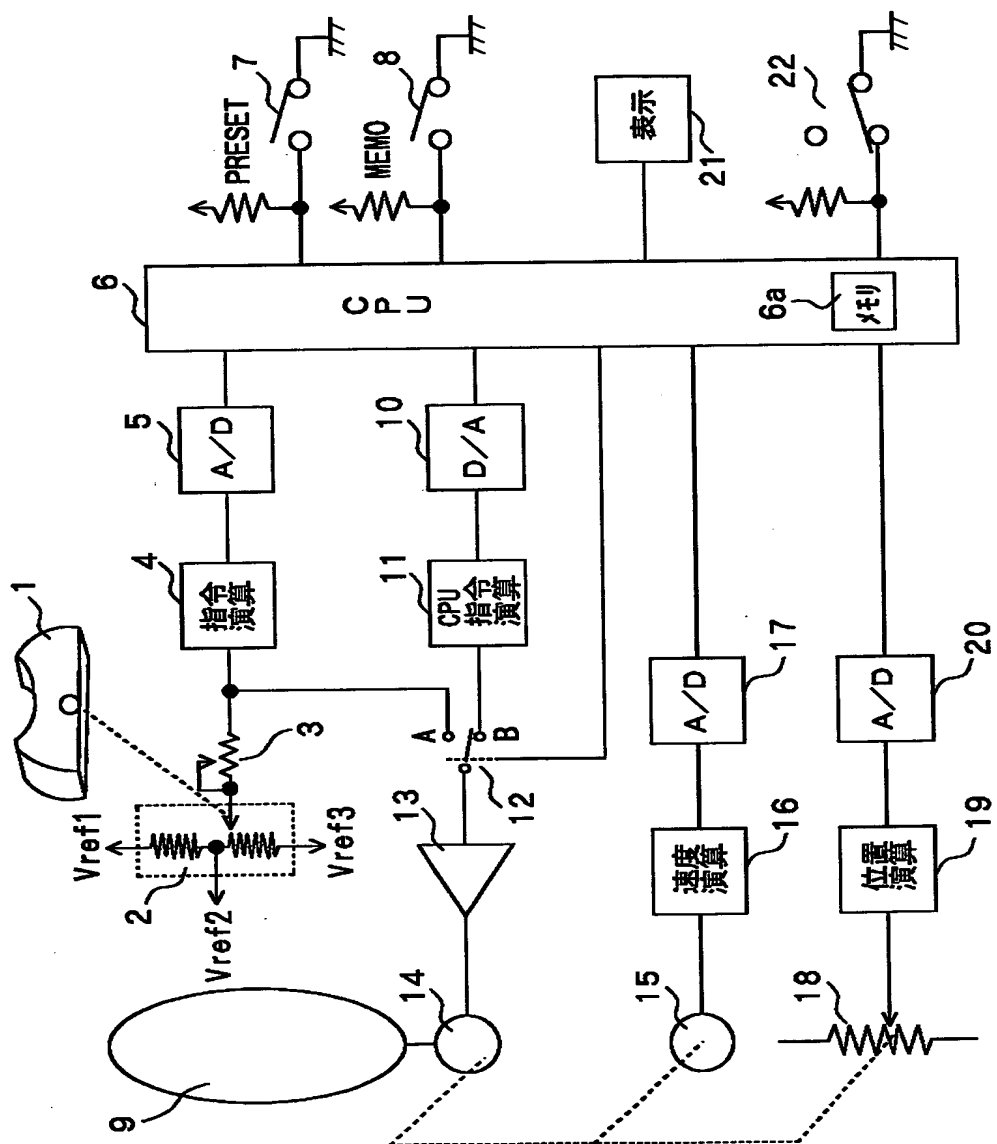 1
Vref1
2
Vref2
Vref3
3
4
指令
演算
5
A/D
6
CPU
6a
メモリ
PRESET
7
MEMO
8
9
10
D/A
11
CPU
指令
演算
A
B
12
13
14
15
16
速度
演算
17
A/D
18
19
位置
演算
20
A/D
表示
21
22